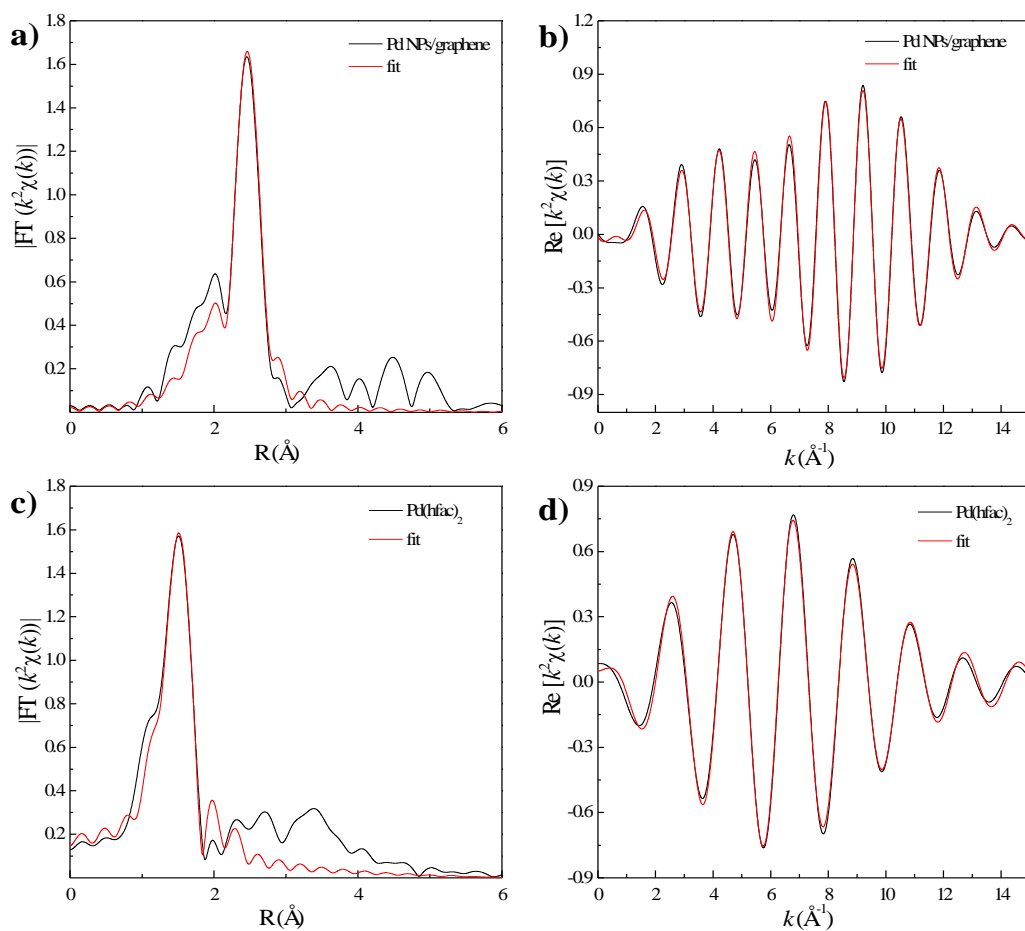 a)
Pd NPs/graphene
fit
|FT (k²χ(k))|
1.8
1.6
1.4
1.2
1.0
0.8
0.6
0.4
0.2
0
2
4
6
R (Å)
b)
Pd NPs/graphene
fit
Re [k²χ(k)]
1.2
0.9
0.6
0.3
0.0
-0.3
-0.6
-0.9
0
2
4
6
8
10
12
14
k (Å⁻¹)
c)
Pd(hfac)₂
fit
|FT (k²χ(k))|
1.8
1.6
1.4
1.2
1.0
0.8
0.6
0.4
0.2
0
2
4
6
R (Å)
d)
Pd(hfac)₂
fit
Re [k²χ(k)]
0.9
0.6
0.3
0.0
-0.3
-0.6
-0.9
0
2
4
6
8
10
12
14
k (Å⁻¹)